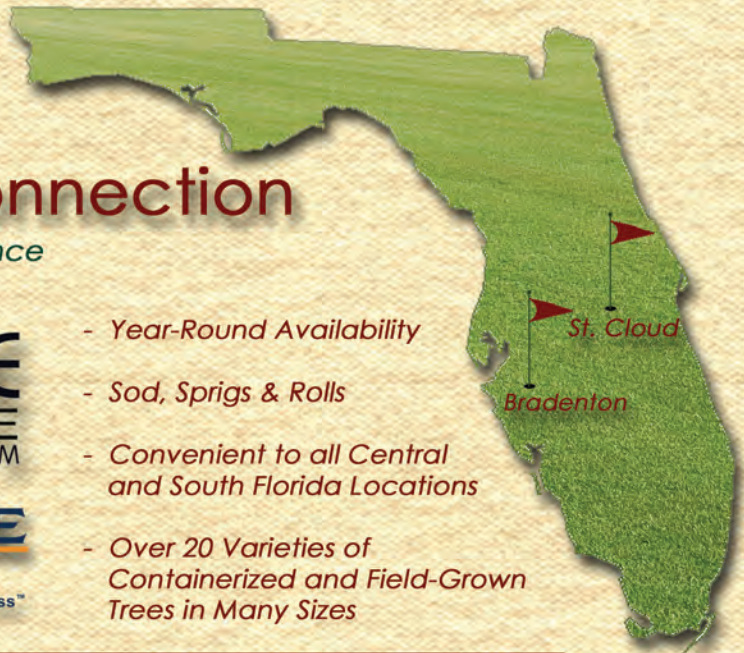 onnection
nce
- Year-Round Availability
- Sod, Sprigs & Rolls
- Convenient to all Central
and South Florida Locations
- Over 20 Varieties of
Containerized and Field-Grown
Trees in Many Sizes
St. Cloud
Bradenton
M
E
ss™